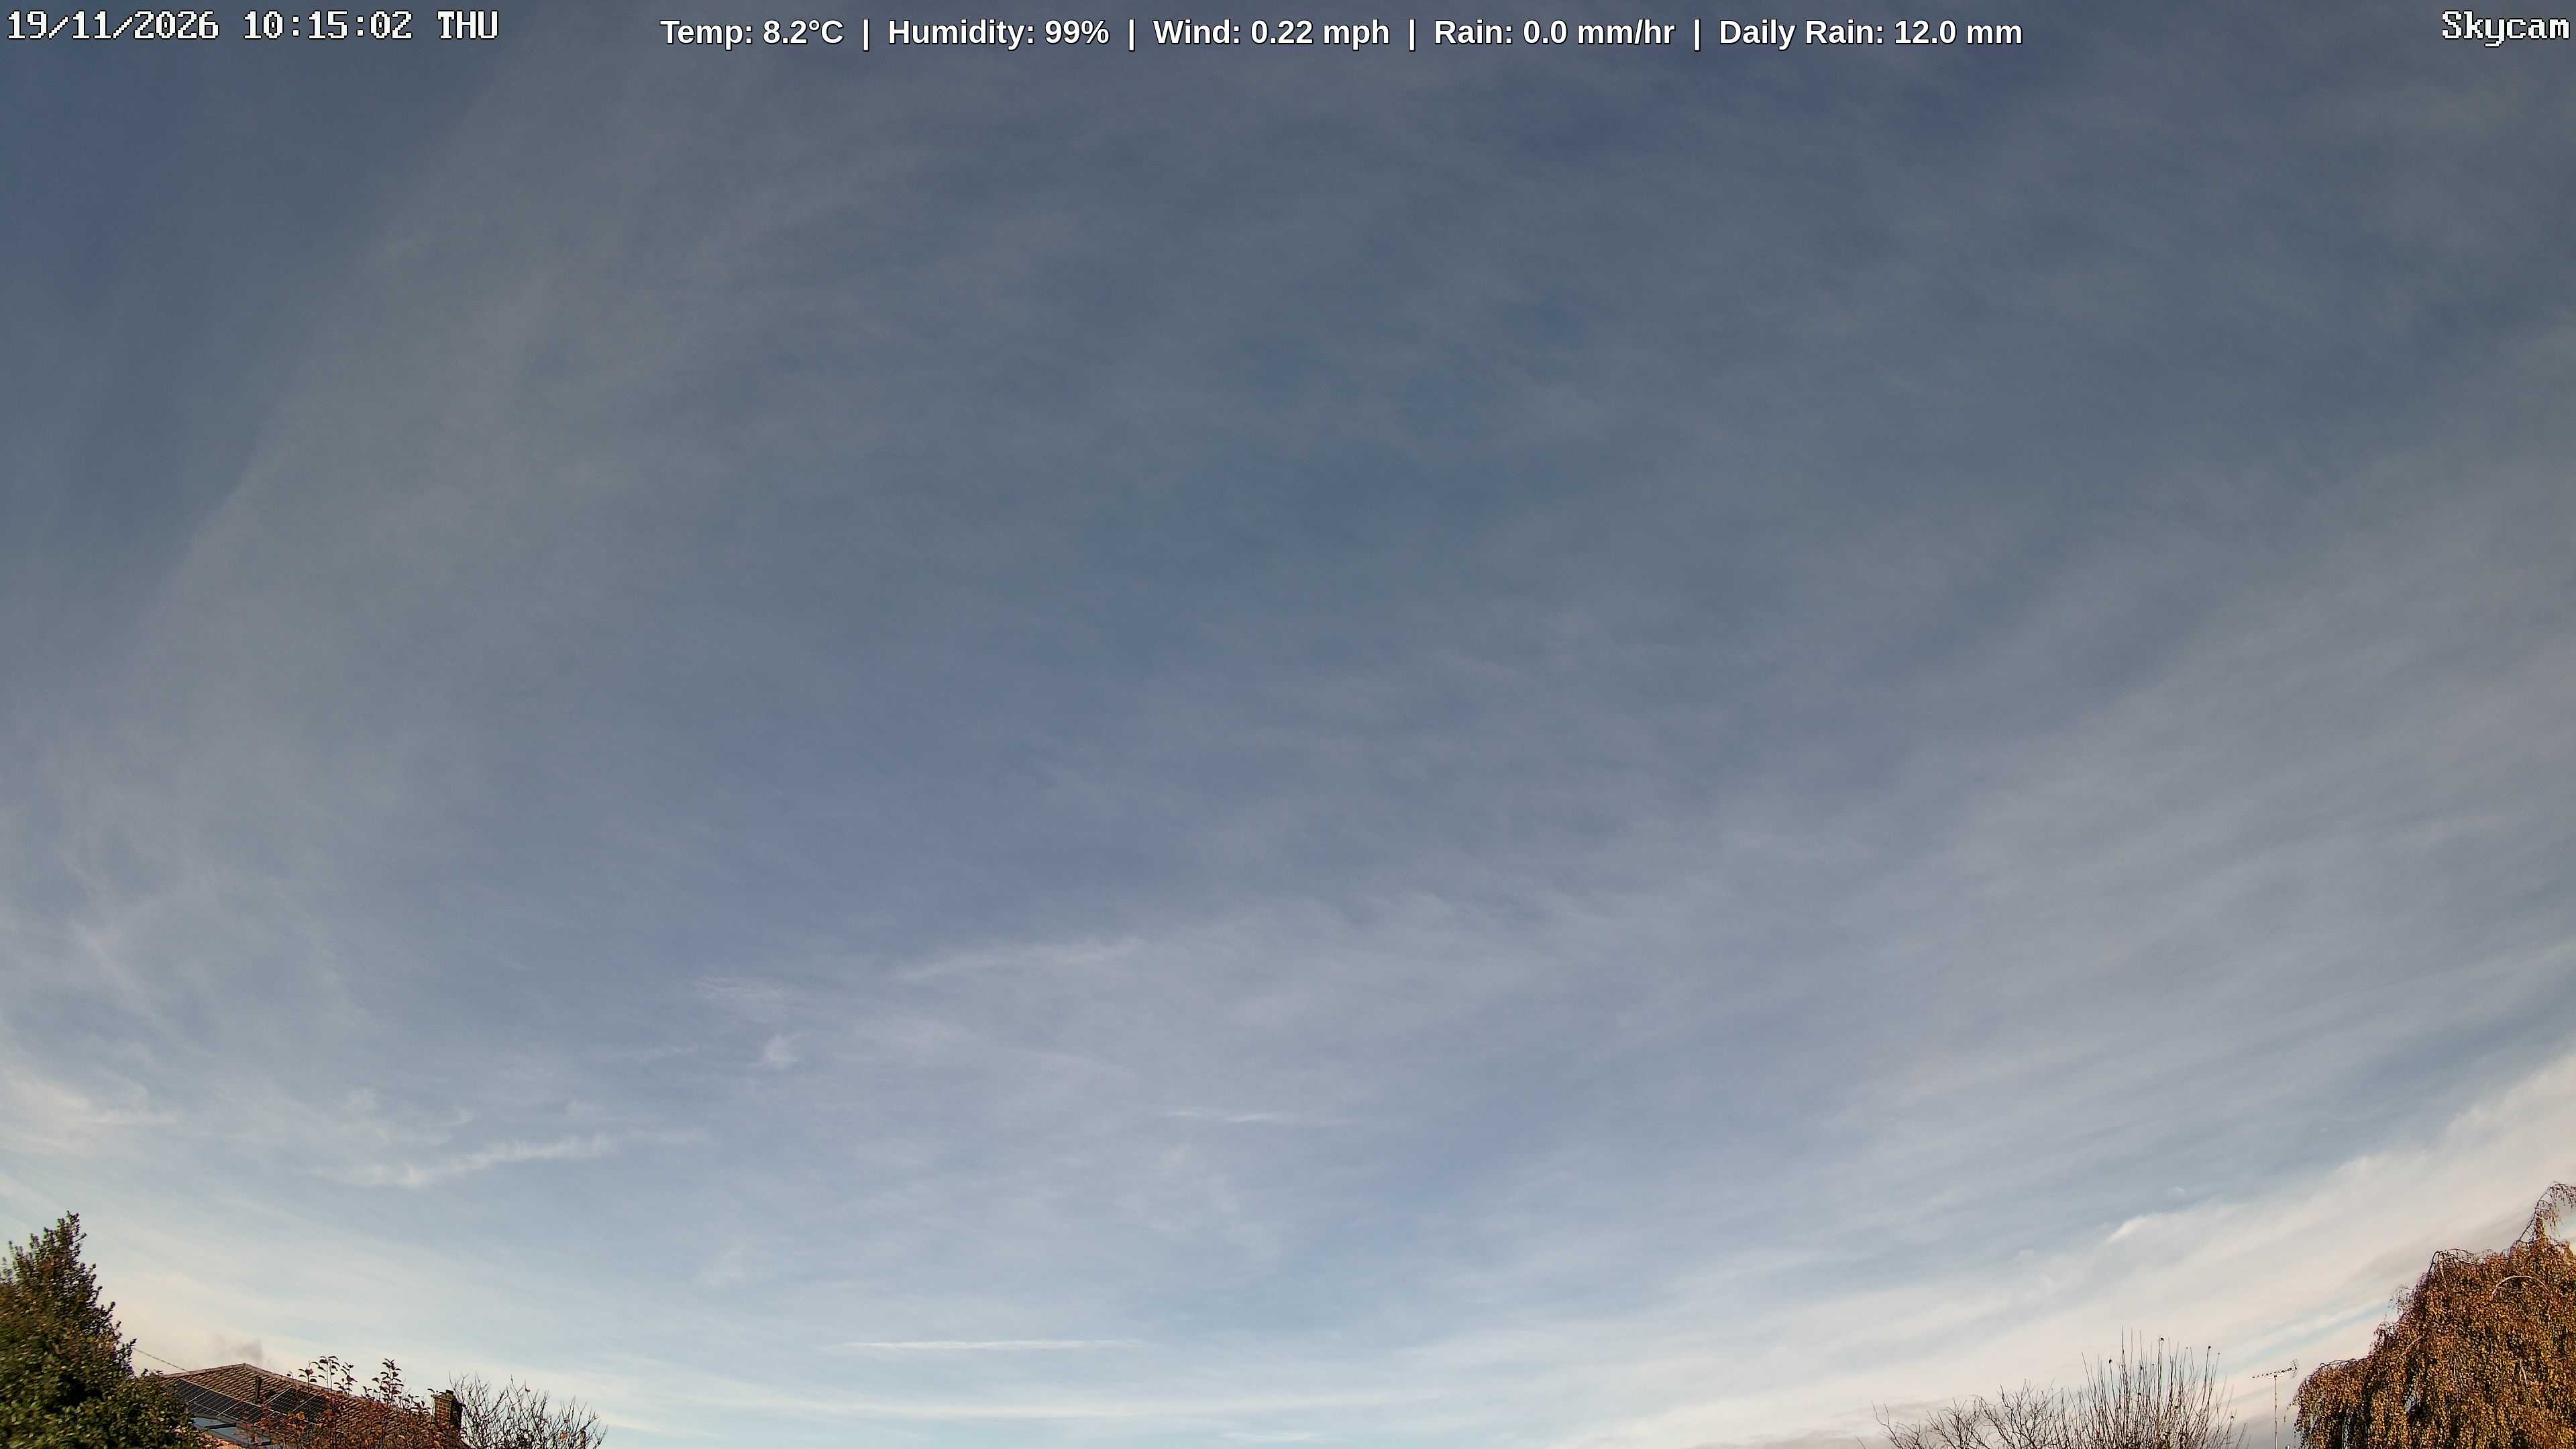 19/11/2026 10:15:02 THU
Temp: 8.2°C | Humidity: 99% | Wind: 0.22 mph | Rain: 0.0 mm/hr | Daily Rain: 12.0 mm
Skycam